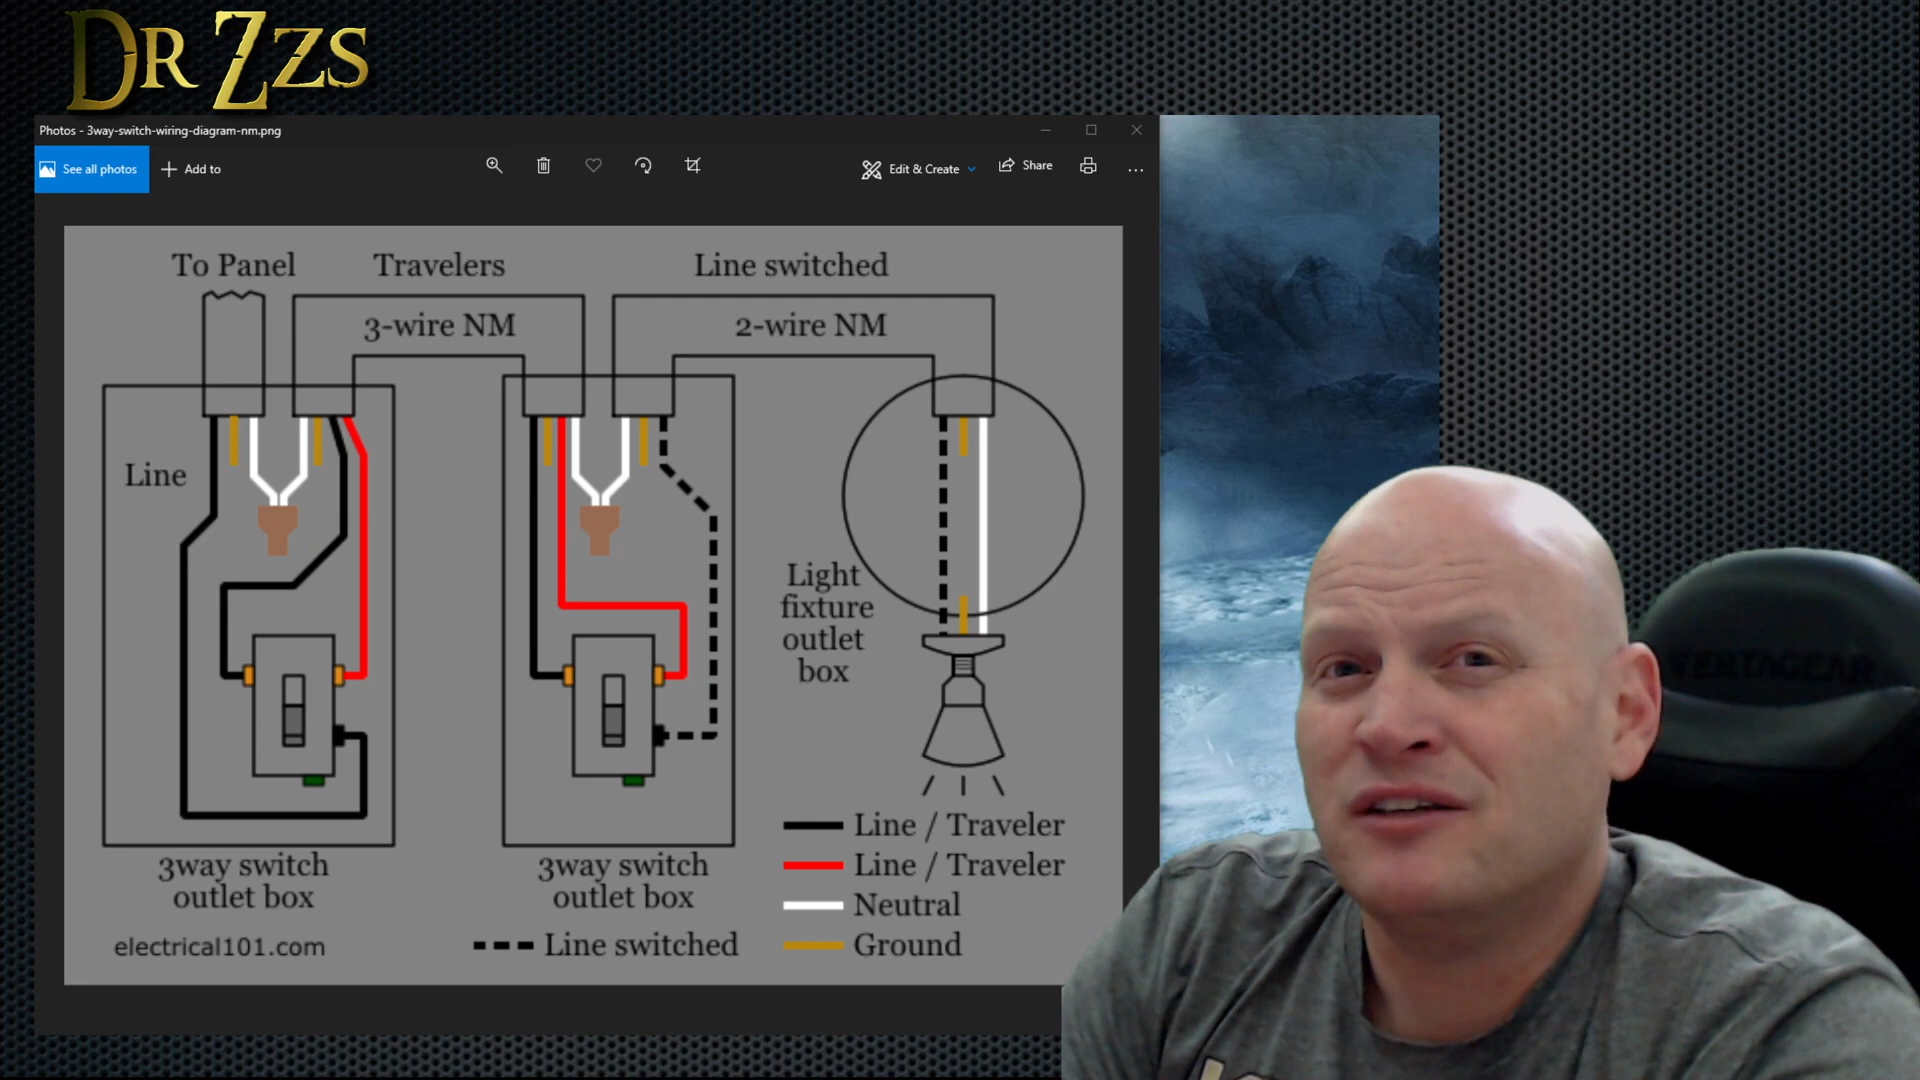 DR ZZS
Photos - 3way-switch-wiring-diagram-nm.png
See all photos
Add to
Edit & Create
Share
To Panel
Travelers
Line switched
3-wire NM
2-wire NM
Line
Light
fixture
outlet
box
3way switch
outlet box
3way switch
outlet box
Line / Traveler
Line / Traveler
Neutral
Ground
Line switched
electrical101.com
VERTAGEAR